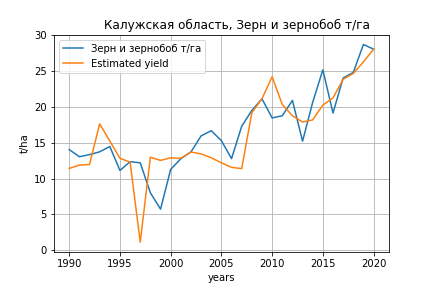 Калужская область, Зерн и зернобоб т/га
Зерн и зернобоб т/га
Estimated yield
30
25
20
15
10
5
0
t/ha
1990 1995 2000 2005 2010 2015 2020
years